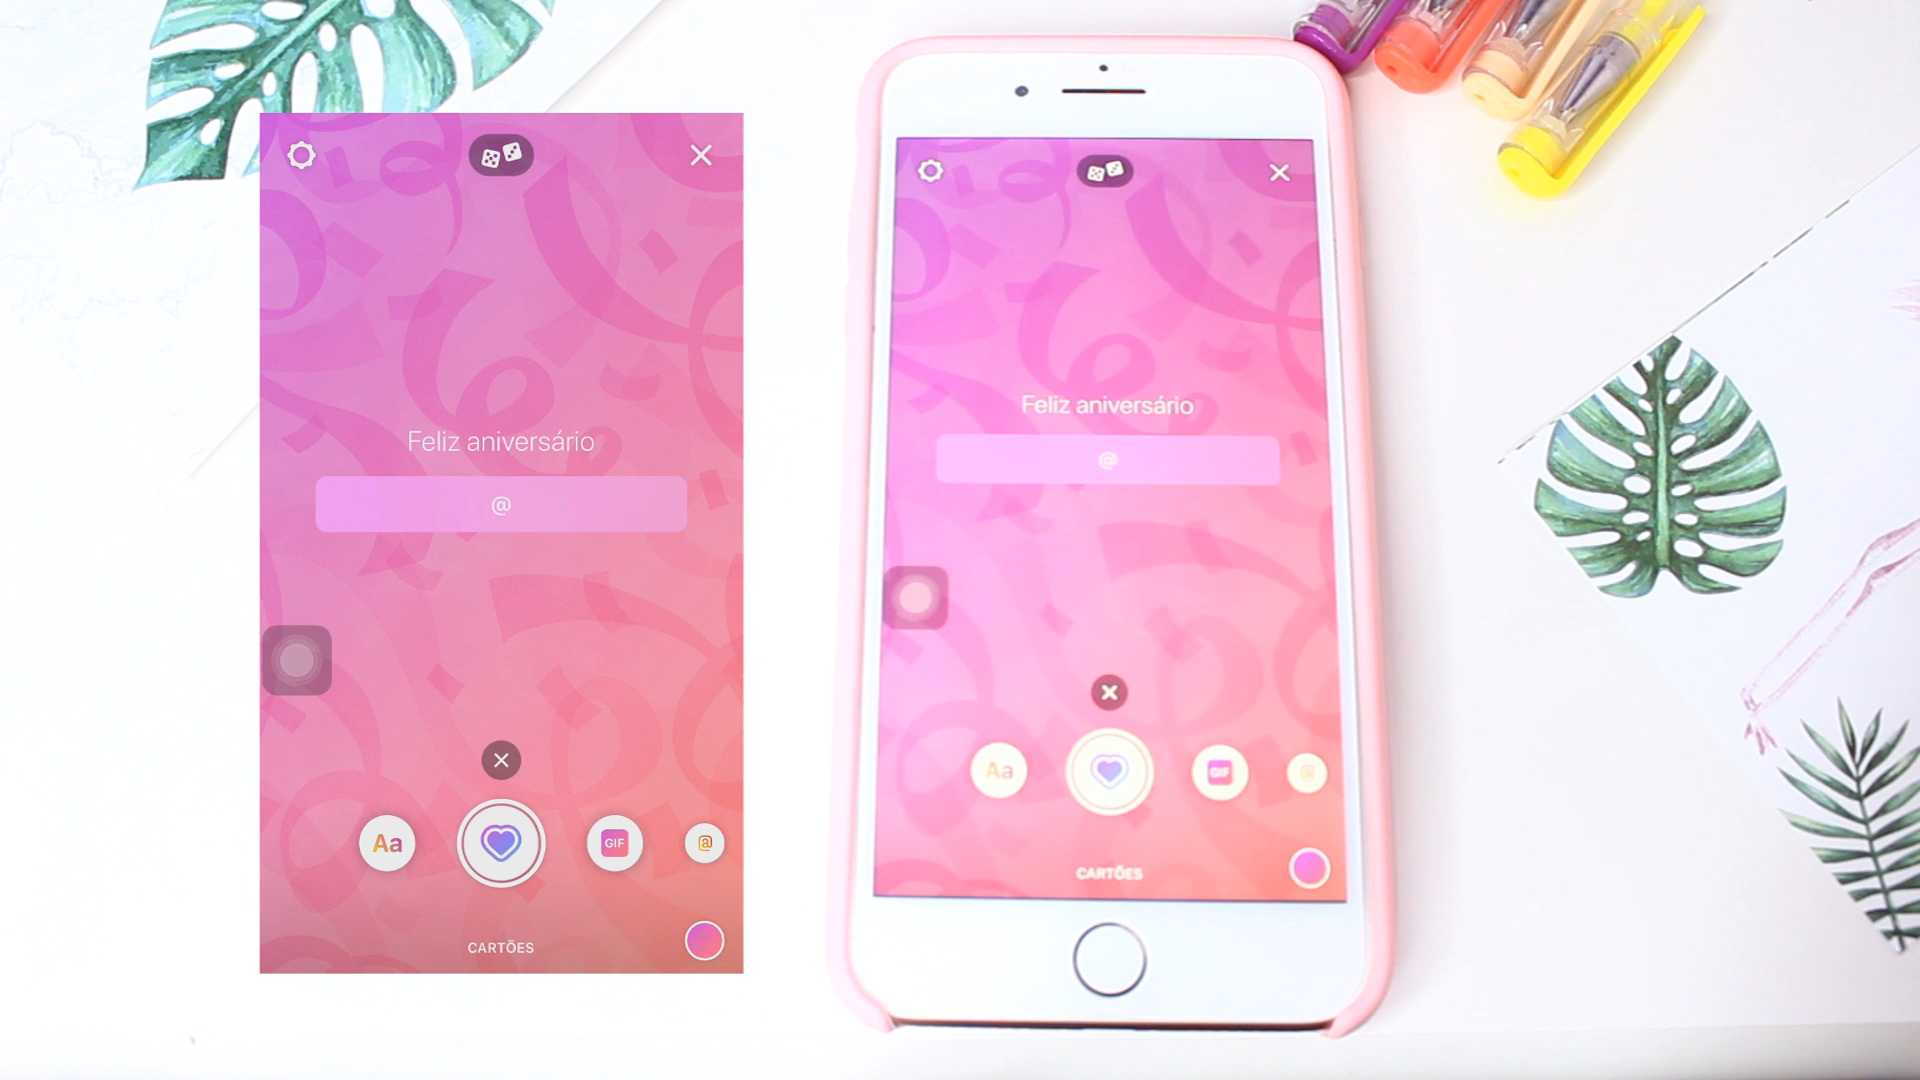 Feliz aniversário
@
Aa
GIF
@
CARTÕES
Feliz aniversário
@
Aa
GIF
@
CARTÕES